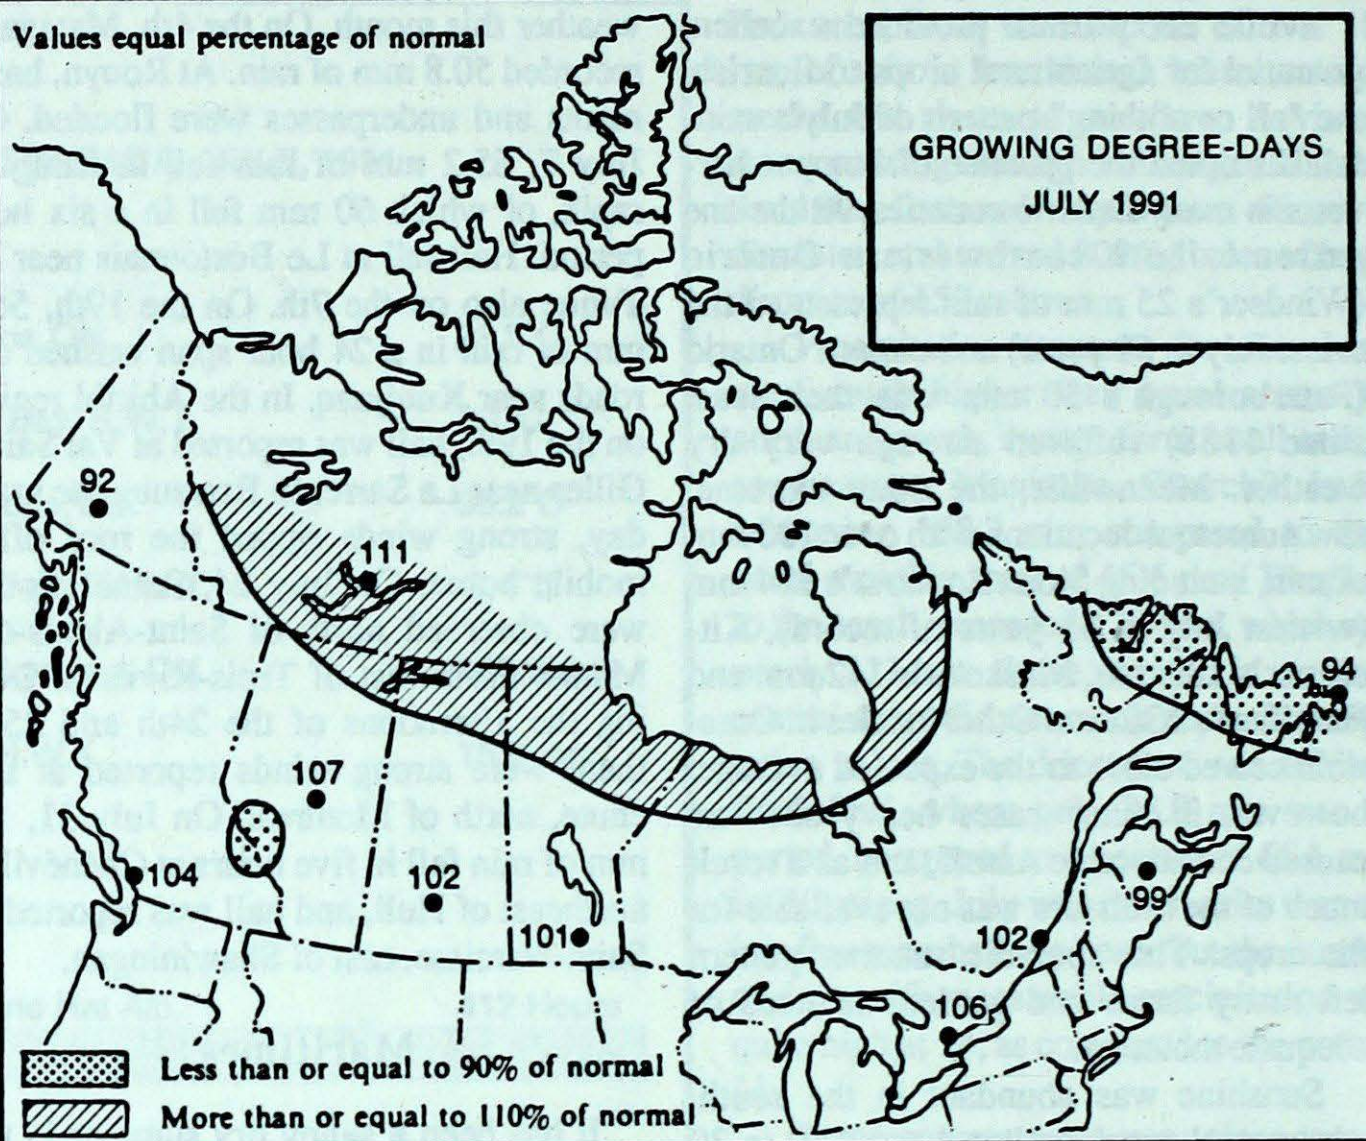 Values equal percentage of normal
GROWING DEGREE-DAYS
JULY 1991
92
111
94
107
104
102
101
99
102
106
Less than or equal to 90% of normal
More than or equal to 110% of normal